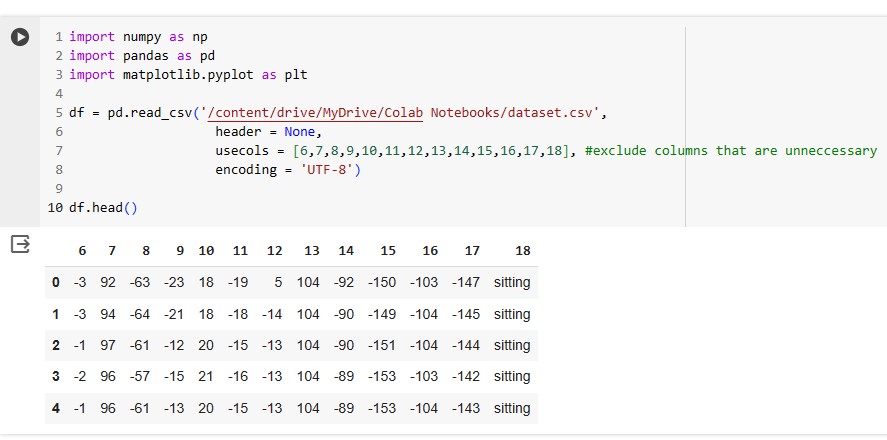 1 import numpy as np
2 import pandas as pd
3 import matplotlib.pyplot as plt
4
5 df = pd.read_csv('/content/drive/MyDrive/Colab Notebooks/dataset.csv',
6 header = None,
7 usecols = [6,7,8,9,10,11,12,13,14,15,16,17,18], #exclude columns that are unneccessary
8 encoding = 'UTF-8')
9
10 df.head()
6 7 8 9 10 11 12 13 14 15 16 17 18
0 -3 92 -63 -23 18 -19 5 104 -92 -150 -103 -147 sitting
1 -3 94 -64 -21 18 -18 -14 104 -90 -149 -104 -145 sitting
2 -1 97 -61 -12 20 -15 -13 104 -90 -151 -104 -144 sitting
3 -2 96 -57 -15 21 -16 -13 104 -89 -153 -103 -142 sitting
4 -1 96 -61 -13 20 -15 -13 104 -89 -153 -104 -143 sitting